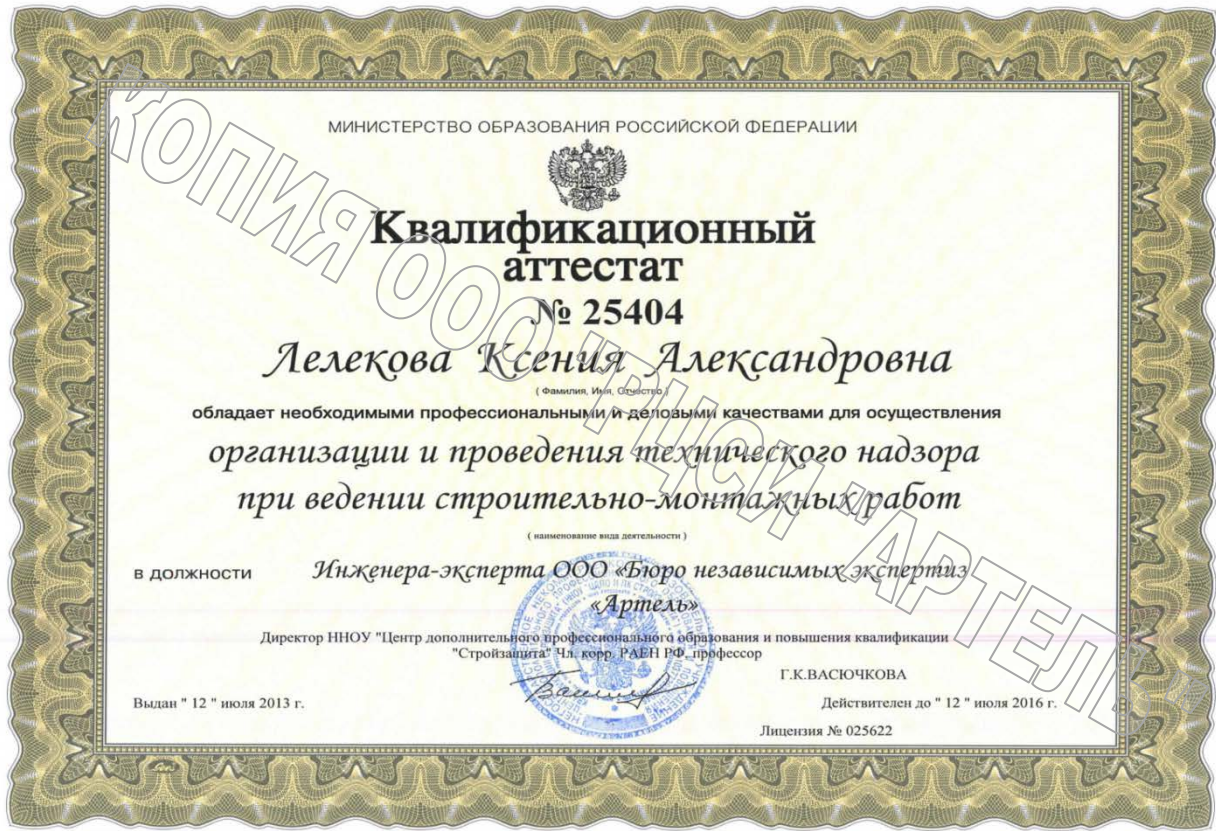 МИНИСТЕРСТВО ОБРАЗОВАНИЯ РОССИЙСКОЙ ФЕДЕРАЦИИ
Квалификационный
аттестат
№ 25404
Лелекова Ксения Александровна
( Фамилия, Имя, Отчество )
обладает необходимыми профессиональными и деловыми качествами для осуществления
организации и проведения технического надзора
при ведении строительно-монтажных работ
( наименование вида деятельности )
в должности Инженера-эксперта ООО «Бюро независимых экспертиз
«Артель»
Директор ННОУ "Центр дополнительного профессионального образования и повышения квалификации
"Стройзащита" Чл. корр. РАЕН РФ, профессор
Г.К.ВАСЮЧКОВА
Выдан " 12 " июля 2013 г. Действителен до " 12 " июля 2016 г.
Лицензия № 025622
КОПИЯ ООО "РЦСИ "АРТЕЛЬ"